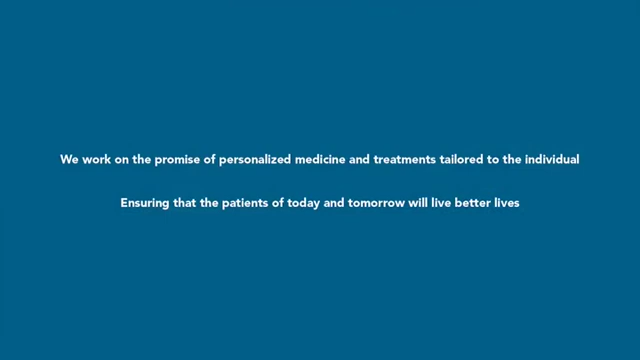 We work on the promise of personalized medicine and treatments tailored to the individual
Ensuring that the patients of today and tomorrow will live better lives